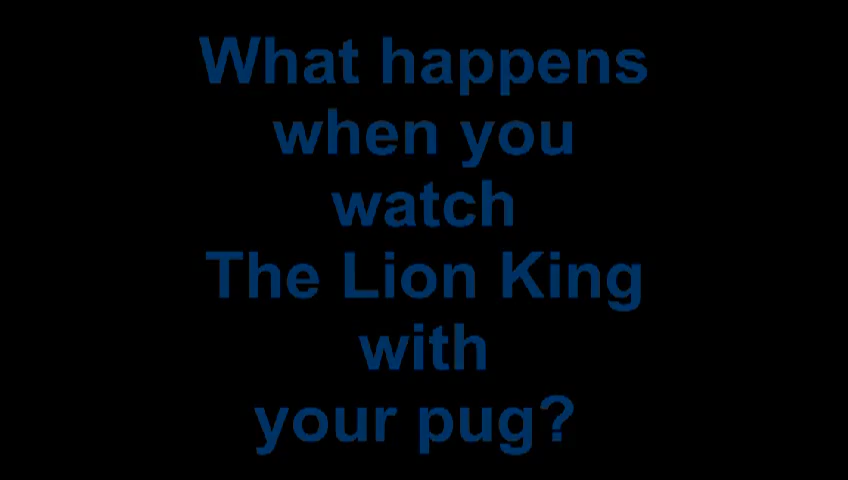 What happens
when you
watch
The Lion King
with
your pug?